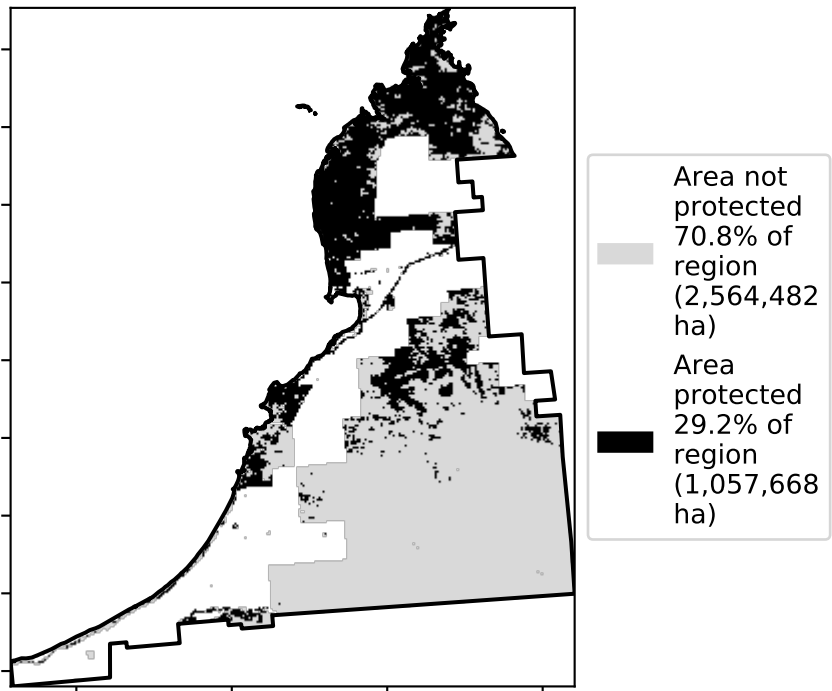 Area not
protected
70.8% of
region
(2,564,482
ha)
Area
protected
29.2% of
region
(1,057,668
ha)